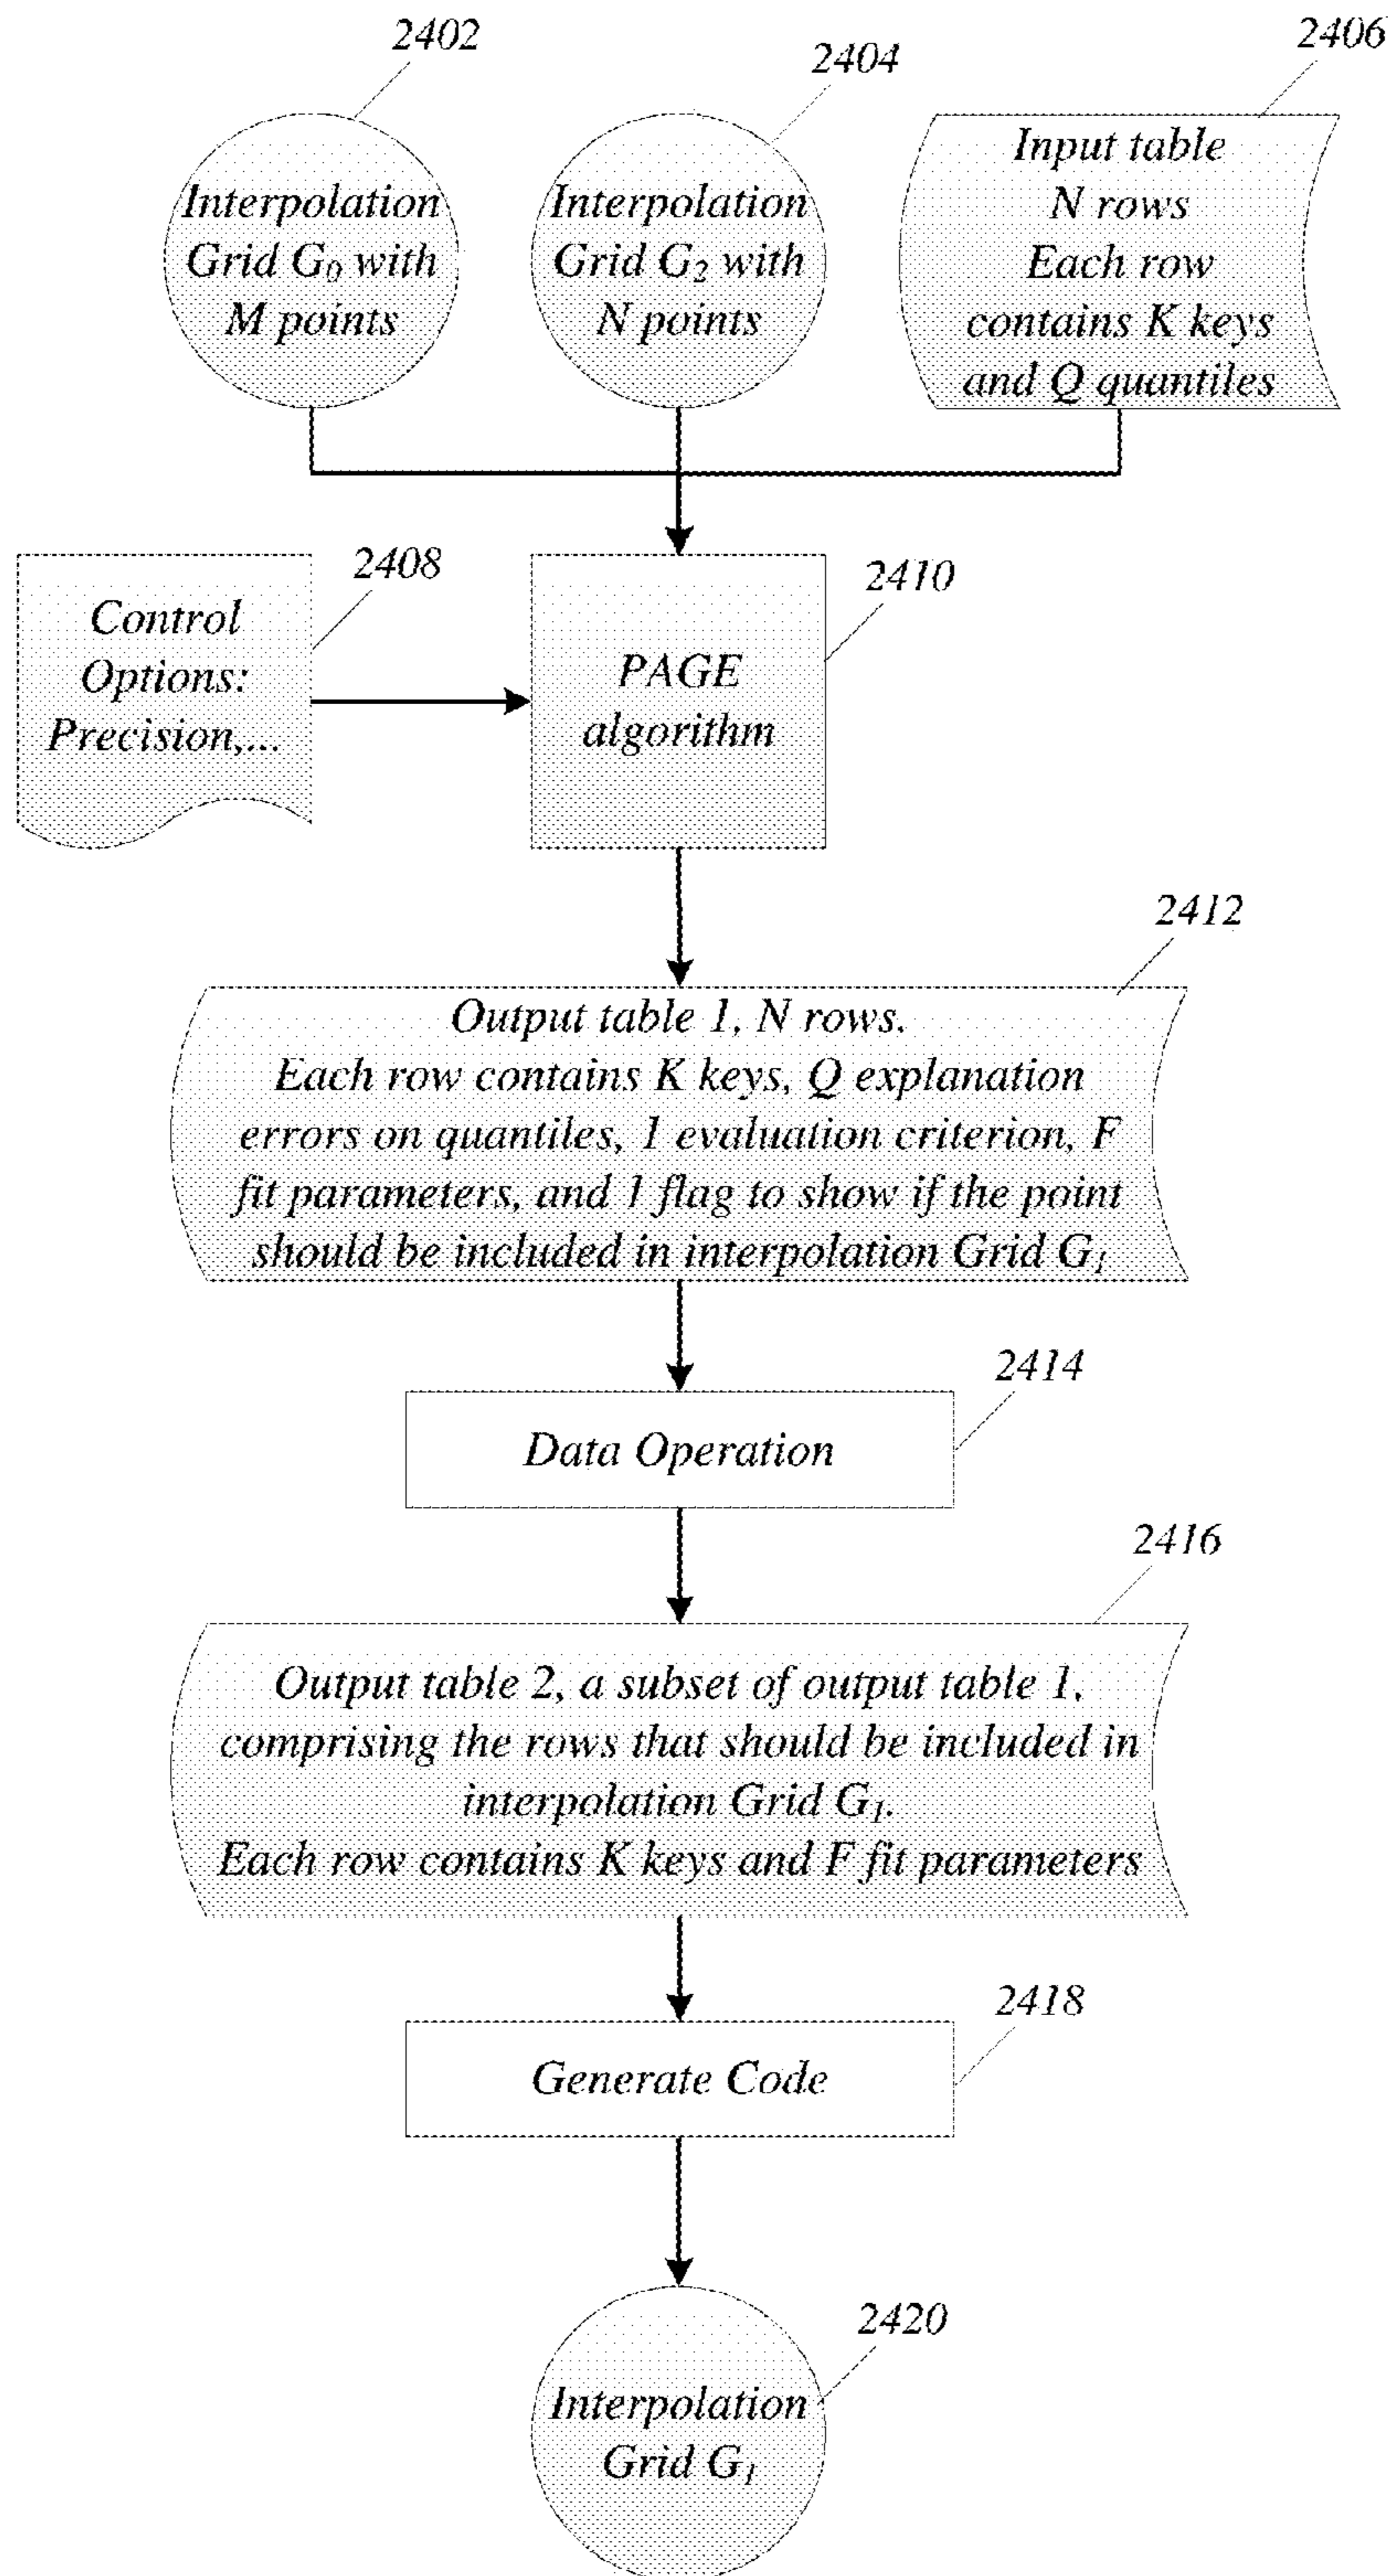 2402
2404
2406
Interpolation
Grid G₀ with
M points
Interpolation
Grid G₂ with
N points
Input table
N rows
Each row
contains K keys
and Q quantiles
2408
Control
Options:
Precision,...
2410
PAGE
algorithm
2412
Output table 1, N rows.
Each row contains K keys, Q explanation
errors on quantiles, 1 evaluation criterion, F
fit parameters, and 1 flag to show if the point
should be included in interpolation Grid G₁
2414
Data Operation
2416
Output table 2, a subset of output table 1,
comprising the rows that should be included in
interpolation Grid G₁.
Each row contains K keys and F fit parameters
2418
Generate Code
2420
Interpolation
Grid G₁